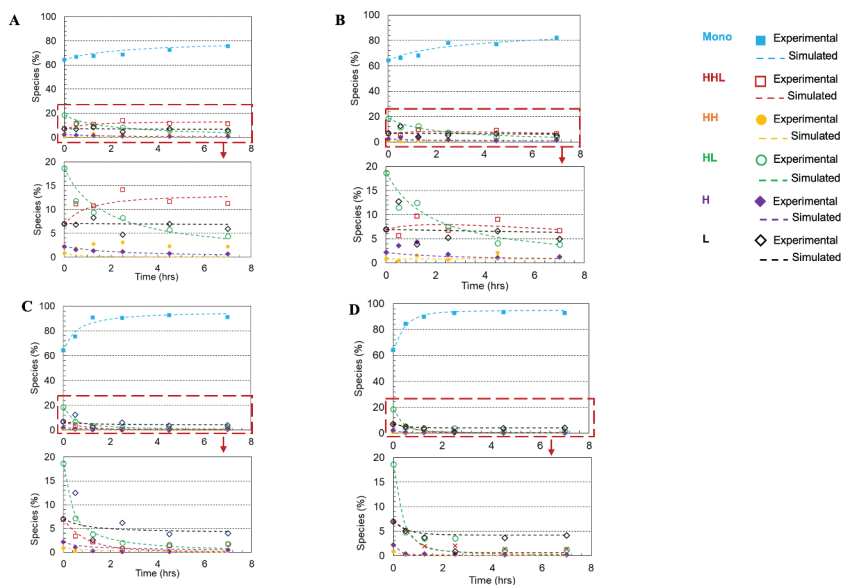 A
Species (%)
100
80
60
40
20
0
0 2 4 6 8
Species (%)
20
15
10
5
0
0 2 4 6 8
Time (hrs)
B
Species (%)
100
80
60
40
20
0
0 2 4 6 8
Species (%)
20
15
10
5
0
0 2 4 6 8
Time (hrs)
C
Species (%)
100
80
60
40
20
0
0 2 4 6 8
Species (%)
20
15
10
5
0
0 2 4 6 8
Time (hrs)
D
Species (%)
100
80
60
40
20
0
0 2 4 6 8
Species (%)
20
15
10
5
0
0 2 4 6 8
Time (hrs)
Mono Experimental
Simulated
HHL Experimental
Simulated
HH Experimental
Simulated
HL Experimental
Simulated
H Experimental
Simulated
L Experimental
Simulated